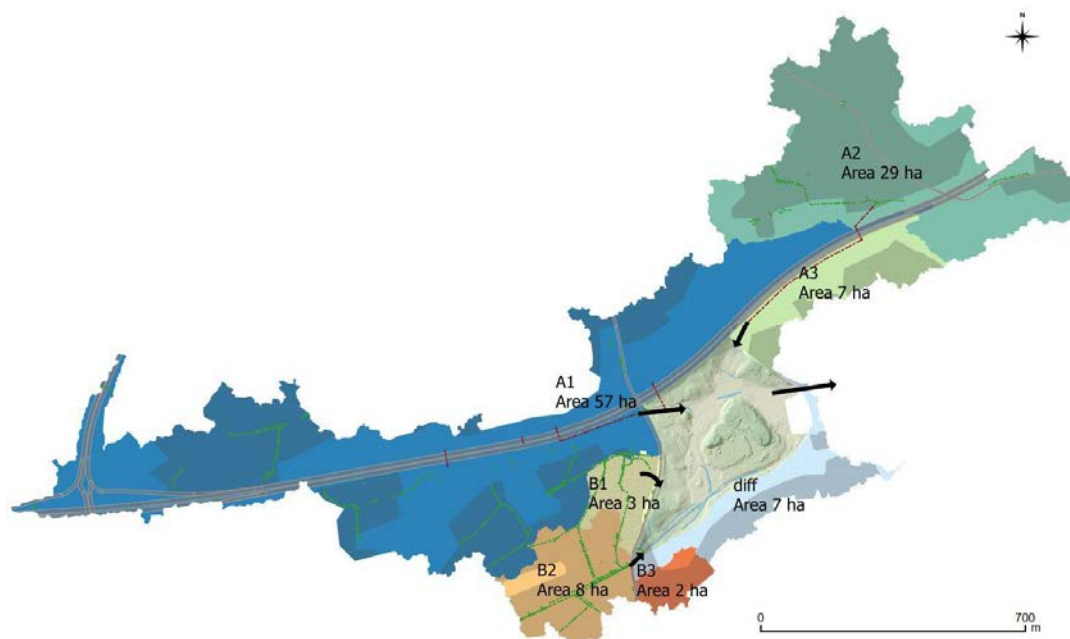 N
A2
Area 29 ha
A3
Area 7 ha
A1
Area 57 ha
B1
Area 3 ha
diff
Area 7 ha
B2
Area 8 ha
B3
Area 2 ha
0
700
m